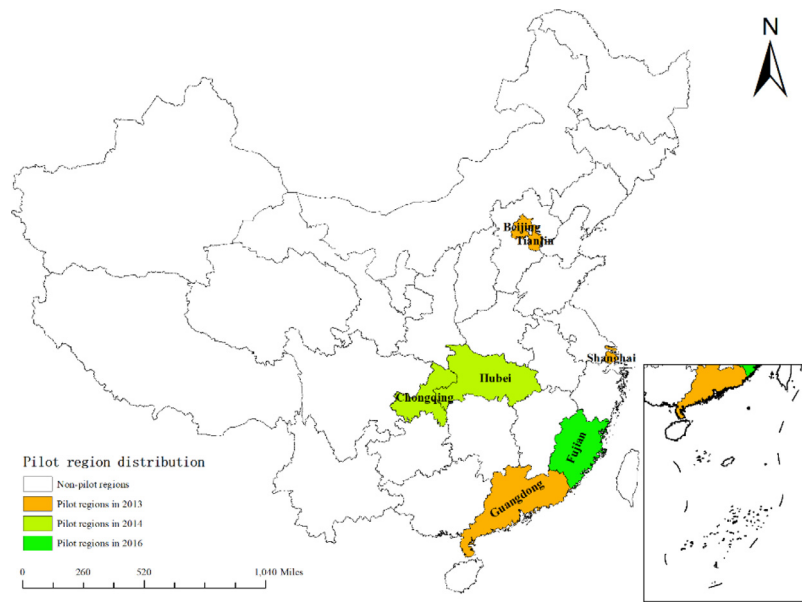 N
Beijing
Tianjin
Shanghai
Hubei
Chongqing
Fujian
Guangdong
Pilot region distribution
Non-pilot regions
Pilot regions in 2013
Pilot regions in 2014
Pilot regions in 2016
0 260 520 1,040 Miles